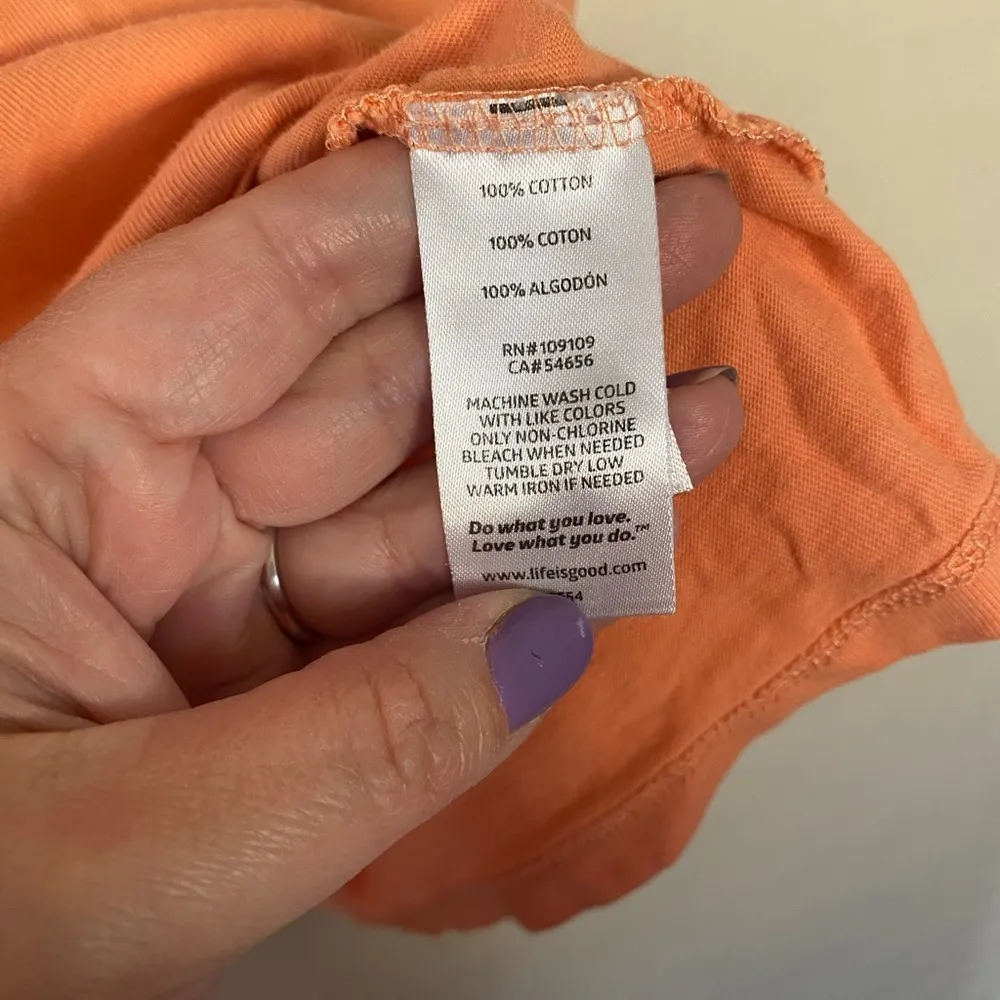 100% COTTON
100% COTON
100% ALGODÓN
RN#109109
CA#54656
MACHINE WASH COLD
WITH LIKE COLORS
ONLY NON-CHLORINE
BLEACH WHEN NEEDED
TUMBLE DRY LOW
WARM IRON IF NEEDED
Do what you love.
Love what you do.™
www.lifeisgood.com